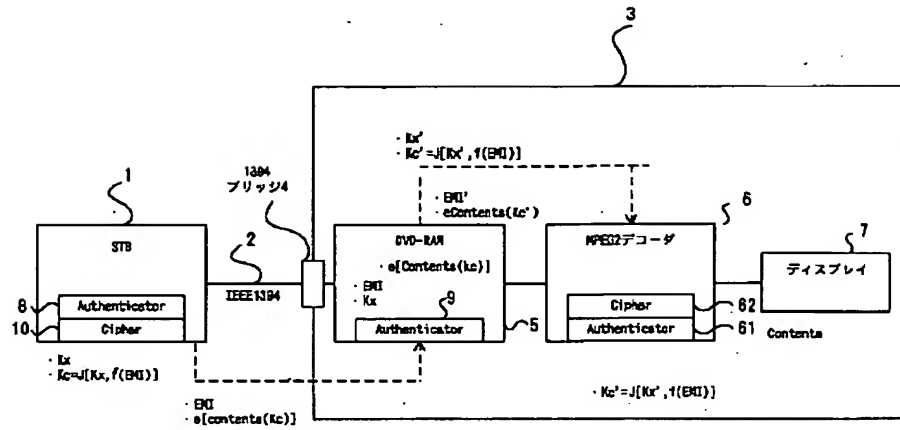 3
・Kx'
・Kc'=J[Kx',f(EMI)]
1394
ブリッジ4
1
・EMI'
・eContents(Kc')
6
7
STB
2
DVD-RAM
MPEG2デコーダ
ディスプレイ
・e[Contents(kc)]
IEEE1394
・EMI
・Kx
9
8
Authenticator
Cipher
62
10
Cipher
Authenticator
5
Authenticator
61
Contents
・Kx
・Kc=J[Kx,f(EMI)]
・EMI
・e[contents(Kc)]
・Kc'=J[Kx',f(EMI)]